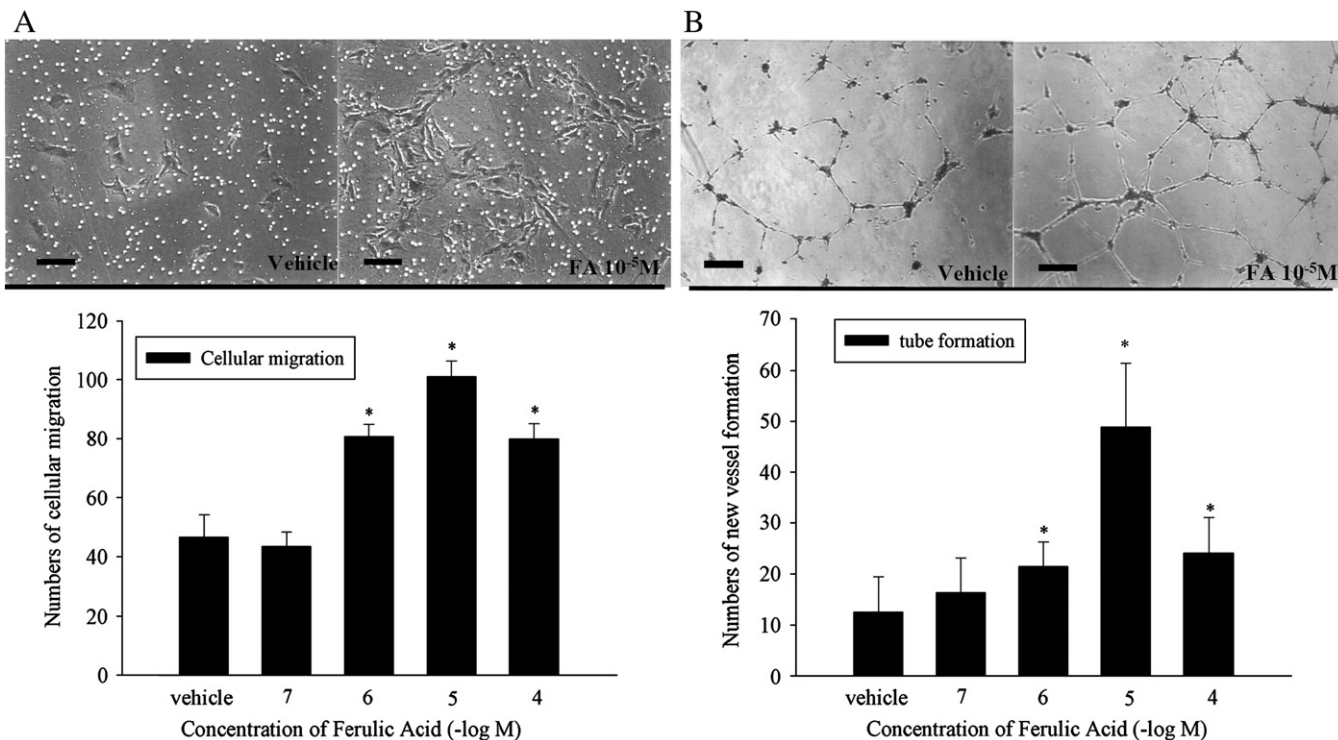 A
B
Vehicle
FA 10⁻⁵M
Vehicle
FA 10⁻⁵M
120
100
80
60
40
20
0
Numbers of cellular migration
Cellular migration
*
*
*
vehicle 7 6 5 4
Concentration of Ferulic Acid (-log M)
70
60
50
40
30
20
10
0
Numbers of new vessel formation
tube formation
*
*
*
vehicle 7 6 5 4
Concentration of Ferulic Acid (-log M)